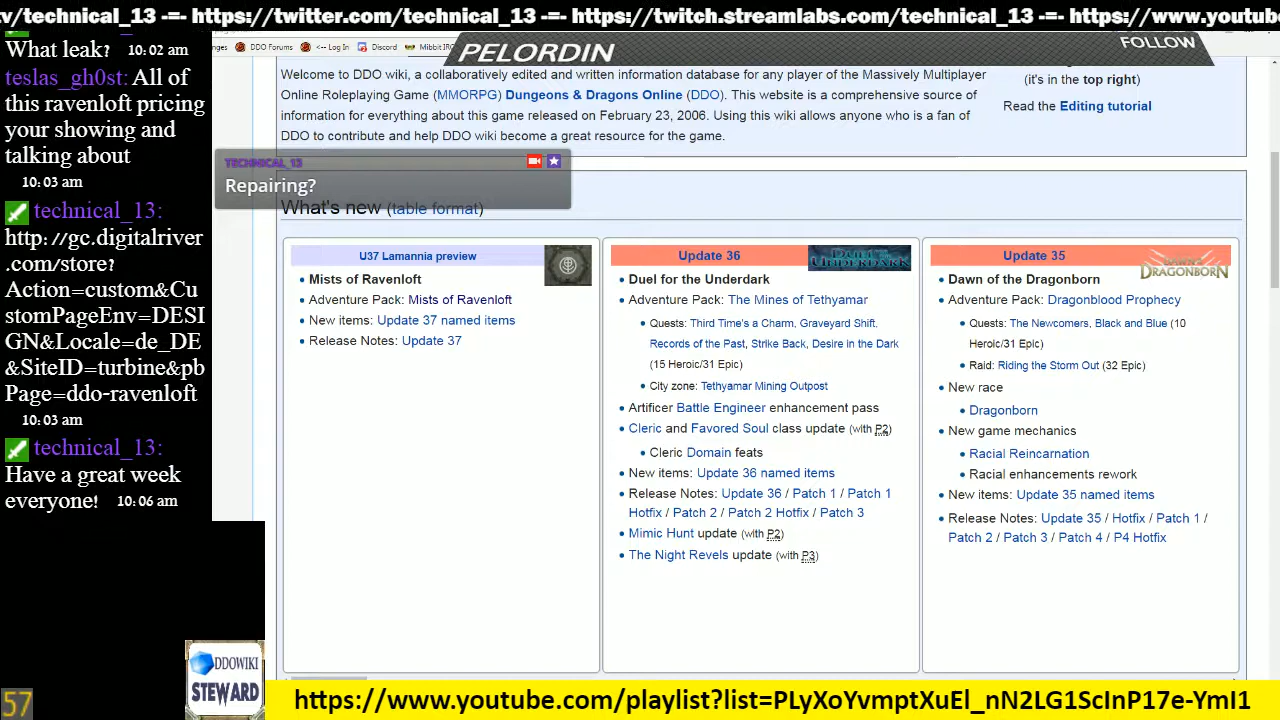 v/technical_13 -=- https://twitter.com/technical_13 -=- https://twitch.streamlabs.com/technical_13 -=- https://www.youtube
What leak? 10:02 am
teslas_gh0st: All of
this ravenloft pricing
your showing and
talking about
10:03 am
technical_13:
http://gc.digitalriver
.com/store?
Action=custom&Cu
stomPageEnv=DESI
GN&Locale=de_DE
&SiteID=turbine&pb
Page=ddo-ravenloft
10:03 am
technical_13:
Have a great week
everyone! 10:06 am
57
DDOWIKI
STEWARD
nges DDO Forums <-- Log In Discord Mibbit IR
PELORDIN
FOLLOW
Welcome to DDO wiki, a collaboratively edited and written information database for any player of the Massively Multiplayer
Online Roleplaying Game (MMORPG) Dungeons & Dragons Online (DDO). This website is a comprehensive source of
information for everything about this game released on February 23, 2006. Using this wiki allows anyone who is a fan of
DDO to contribute and help DDO wiki become a great resource for the game.
(it's in the top right)
Read the Editing tutorial
TECHNICAL_13
Repairing?
What's new (table format)
U37 Lamannia preview
Mists of Ravenloft
Adventure Pack: Mists of Ravenloft
New items: Update 37 named items
Release Notes: Update 37
Update 36
DUEL UNDERDARK
Duel for the Underdark
Adventure Pack: The Mines of Tethyamar
Quests: Third Time's a Charm, Graveyard Shift,
Records of the Past, Strike Back, Desire in the Dark
(15 Heroic/31 Epic)
City zone: Tethyamar Mining Outpost
Artificer Battle Engineer enhancement pass
Cleric and Favored Soul class update (with P2)
Cleric Domain feats
New items: Update 36 named items
Release Notes: Update 36 / Patch 1 / Patch 1
Hotfix / Patch 2 / Patch 2 Hotfix / Patch 3
Mimic Hunt update (with P2)
The Night Revels update (with P3)
Update 35
DAWN OF THE DRAGONBORN
Dawn of the Dragonborn
Adventure Pack: Dragonblood Prophecy
Quests: The Newcomers, Black and Blue (10
Heroic/31 Epic)
Raid: Riding the Storm Out (32 Epic)
New race
Dragonborn
New game mechanics
Racial Reincarnation
Racial enhancements rework
New items: Update 35 named items
Release Notes: Update 35 / Hotfix / Patch 1 /
Patch 2 / Patch 3 / Patch 4 / P4 Hotfix
https://www.youtube.com/playlist?list=PLyXoYvmptXuEl_nN2LG1ScInP17e-YmI1